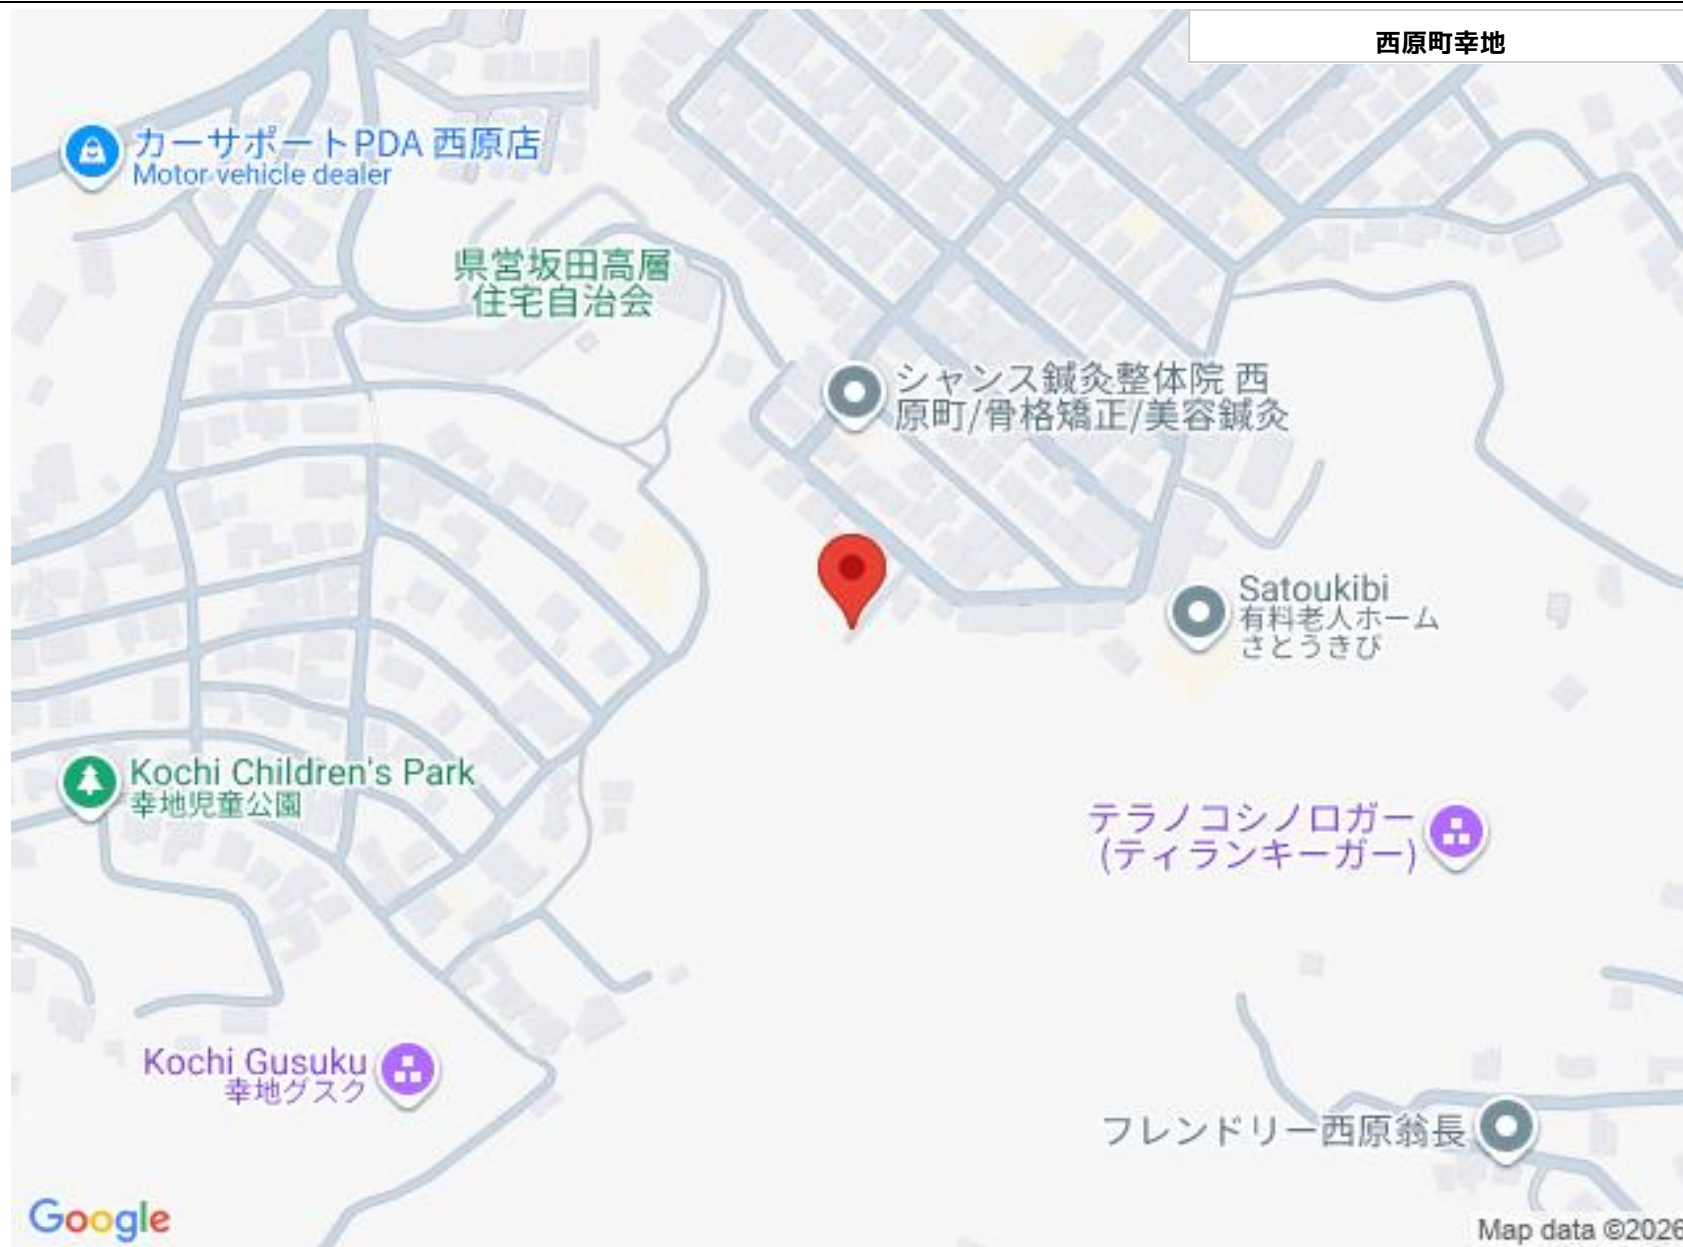 西原町幸地
カーサポートPDA 西原店
Motor vehicle dealer
県営坂田高層
住宅自治会
シャンス鍼灸整体院 西
原町/骨格矯正/美容鍼灸
Satoukibi
有料老人ホーム
さとうきび
Kochi Children's Park
幸地児童公園
テラノコシノロガー
(ティランキーガー)
Kochi Gusuku
幸地グスク
フレンドリー西原翁長
Google
Map data ©2026